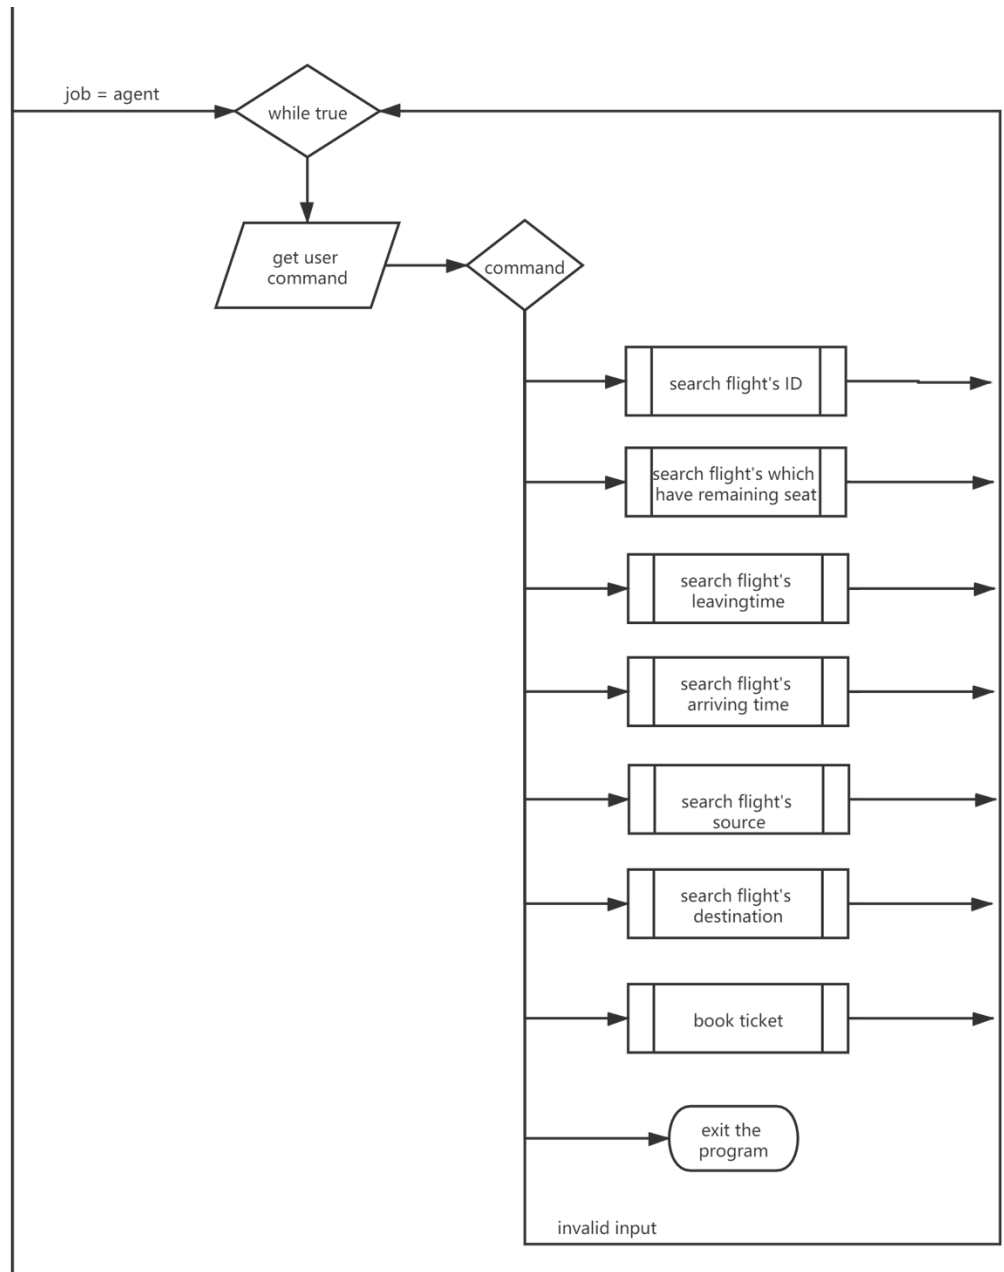 job = agent
while true
get user
command
command
search flight's ID
search flight's which
have remaining seat
search flight's
leavingtime
search flight's
arriving time
search flight's
source
search flight's
destination
book ticket
exit the
program
invalid input